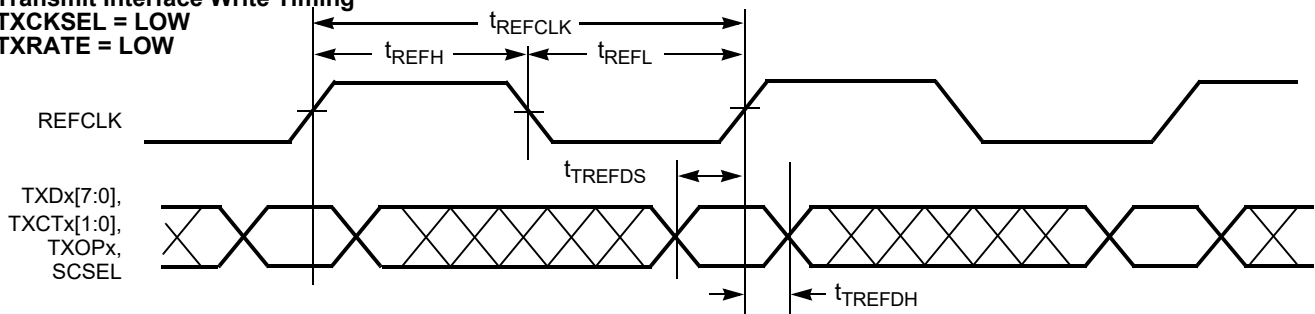 Transmit Interface Write Timing
TXCKSEL = LOW
TXRATE = LOW
tREFCLK
tREFH
tREFL
REFCLK
tTREFDS
TXDx[7:0],
TXCTx[1:0],
TXOPx,
SCSEL
tTREFDH